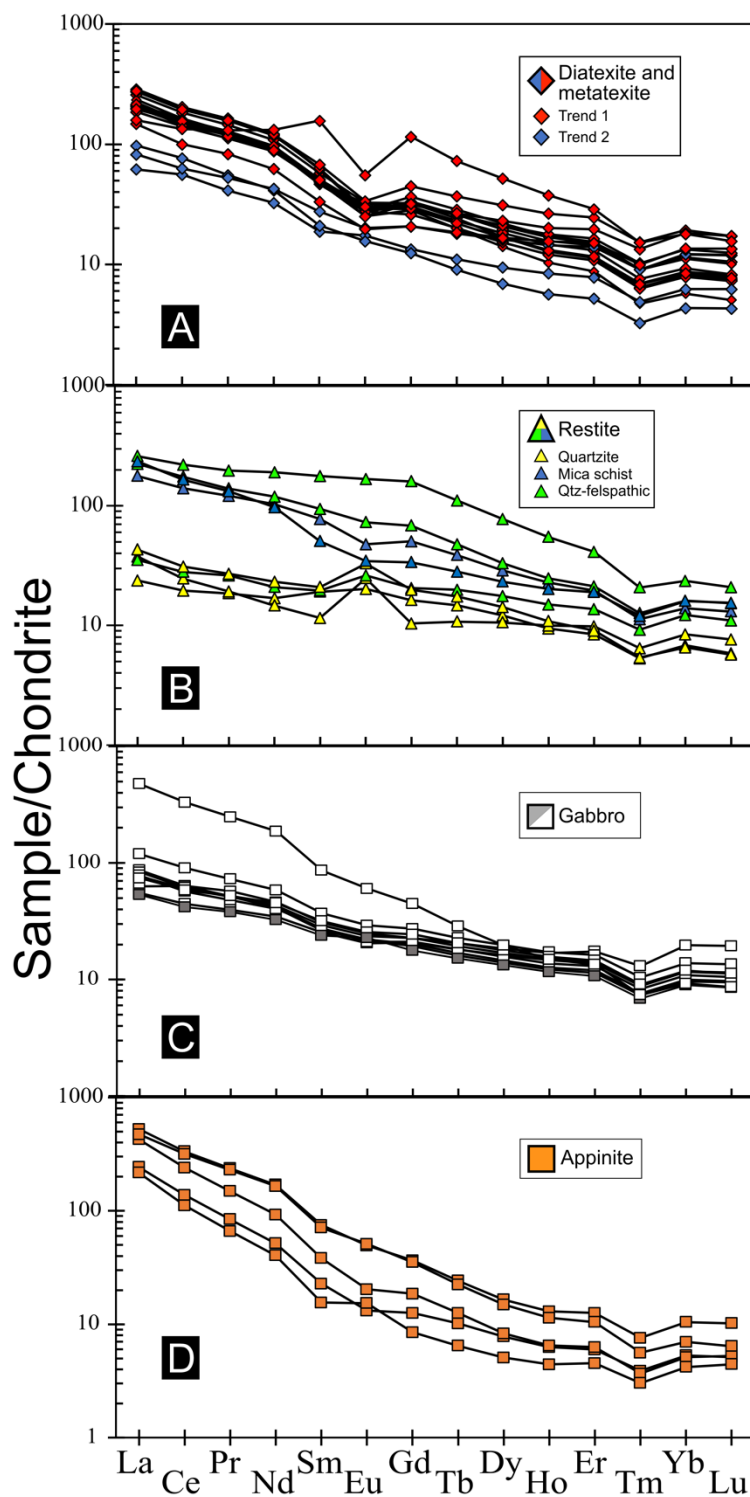 Sample/Chondrite
1000
100
10
Diatexite and
metatexite
Trend 1
Trend 2
A
1000
100
10
Restite
Quartzite
Mica schist
Qtz-felspathic
B
1000
100
10
Gabbro
C
1000
100
10
1
Appinite
D
La Ce Pr Nd Sm Eu Gd Tb Dy Ho Er Tm Yb Lu